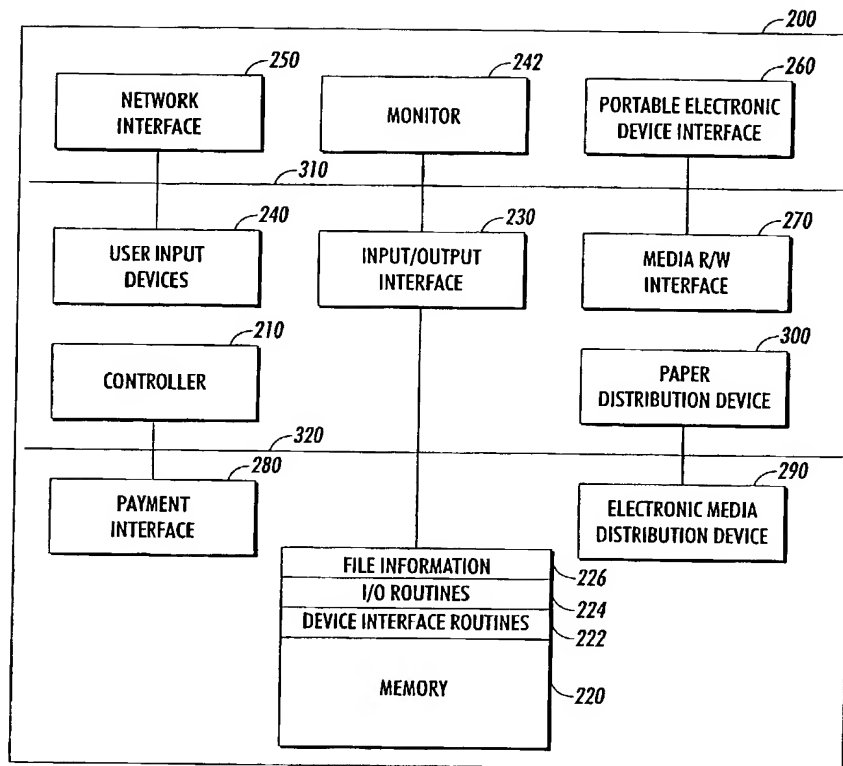 200
250
242
260
NETWORK
INTERFACE
MONITOR
PORTABLE ELECTRONIC
DEVICE INTERFACE
310
240
230
270
USER INPUT
DEVICES
INPUT/OUTPUT
INTERFACE
MEDIA R/W
INTERFACE
210
300
CONTROLLER
PAPER
DISTRIBUTION DEVICE
320
280
290
PAYMENT
INTERFACE
ELECTRONIC MEDIA
DISTRIBUTION DEVICE
FILE INFORMATION
226
I/O ROUTINES
224
DEVICE INTERFACE ROUTINES
222
MEMORY
220